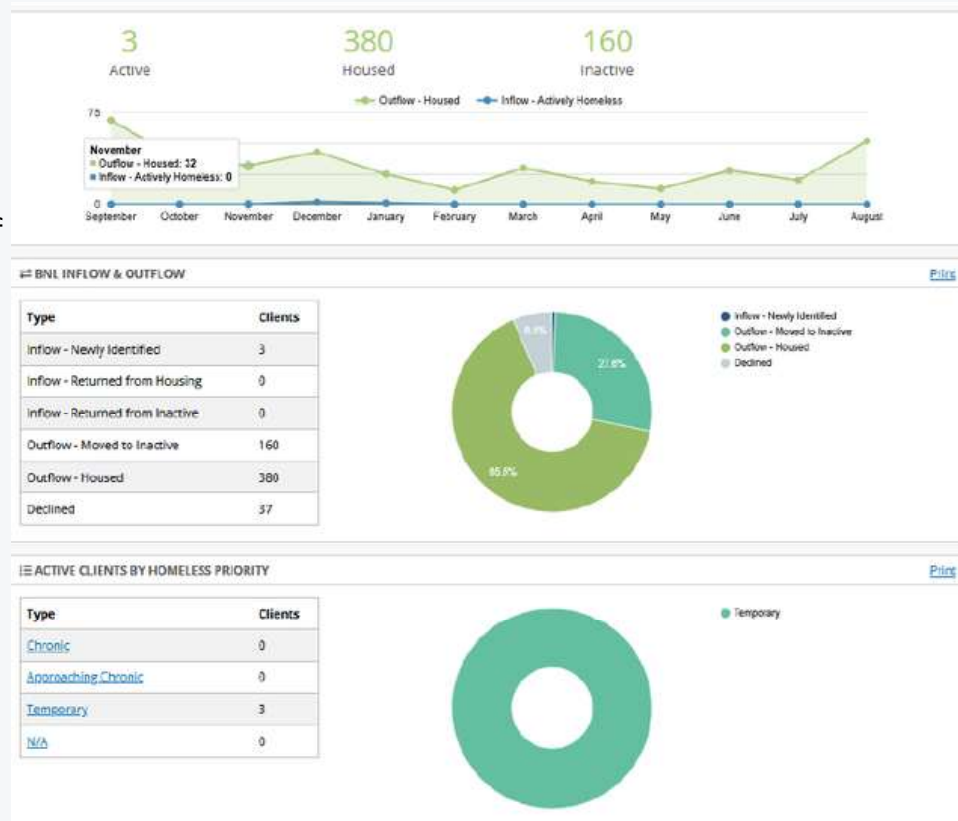 3 380 160
Active Housed Inactive
Outflow - Housed Inflow - Actively Homeless
75
November
Outflow - Housed: 32
Inflow - Actively Homeless: 0
0
September October November December January February March April May June July August
BNL INFLOW & OUTFLOW Print
Type Clients
Inflow - Newly Identified 3
Inflow - Returned from Housing 0
Inflow - Returned from Inactive 0
Outflow - Moved to Inactive 160
Outflow - Housed 380
Declined 37
Inflow - Newly Identified
Outflow - Moved to Inactive
Outflow - Housed
Declined
27.6%
65.5%
ACTIVE CLIENTS BY HOMELESS PRIORITY Print
Type Clients
Chronic 0
Approaching Chronic 0
Temporary 3
N/A 0
Temporary